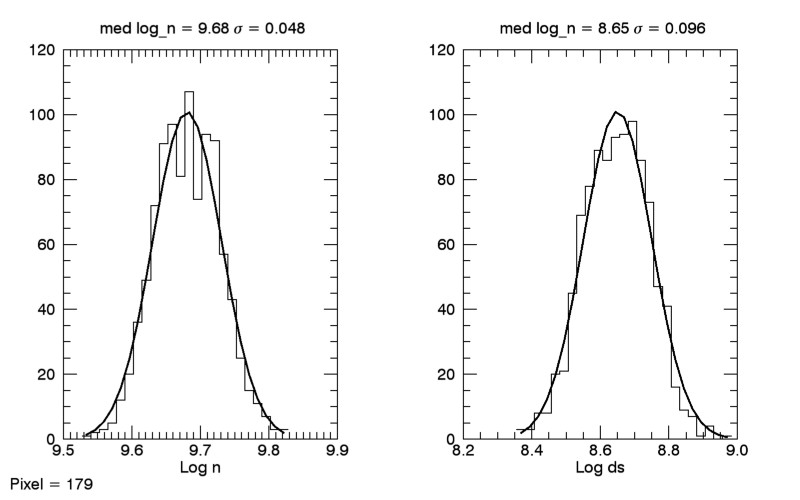 med log_n = 9.68 σ = 0.048
med log_n = 8.65 σ = 0.096
120
100
80
60
40
20
0
9.5 9.6 9.7 9.8 9.9
Log n
120
100
80
60
40
20
0
8.2 8.4 8.6 8.8 9.0
Log ds
Pixel = 179